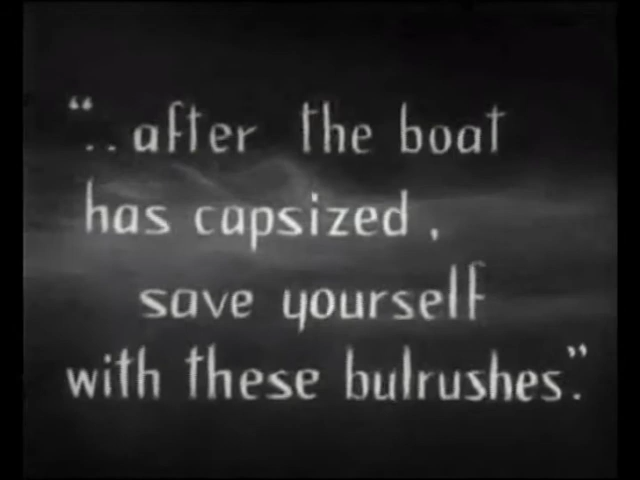 “..after the boat
has capsized,
save yourself
with these bulrushes.”